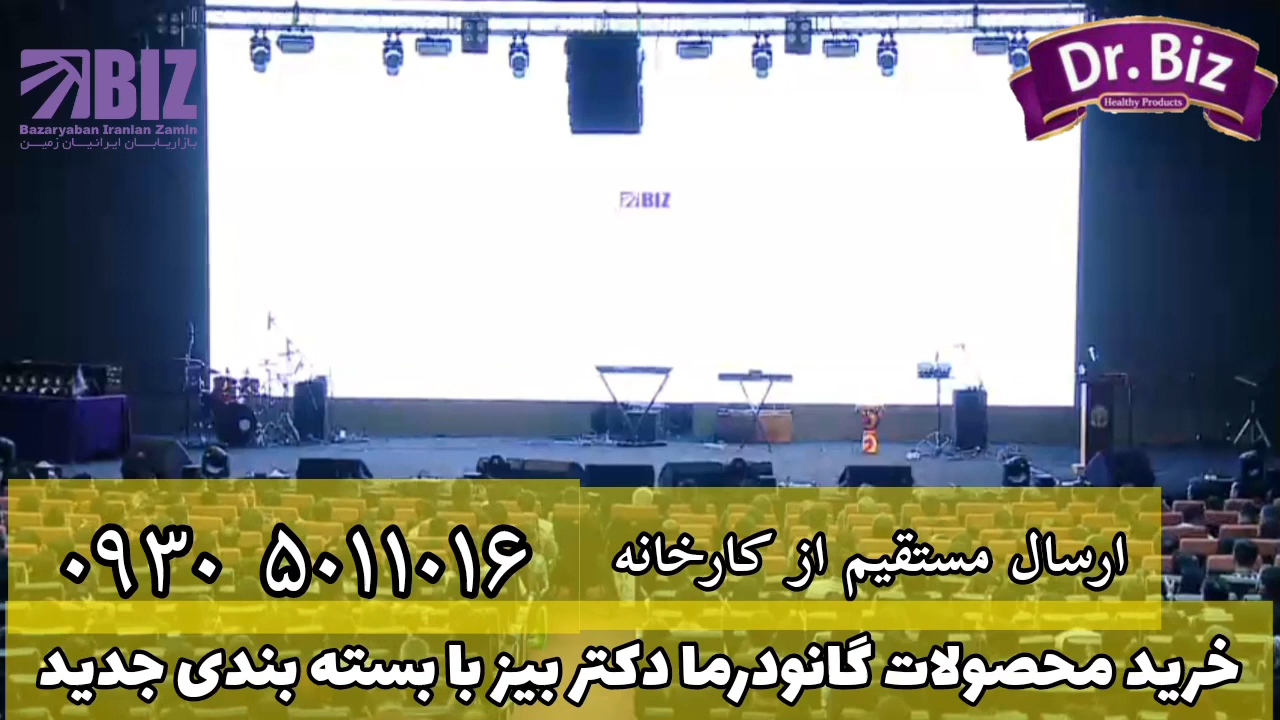 BIZ
Bazaryaban Iranian Zamin
بازاریابان ایرانیان زمین
Dr. Biz
Healthy Products
BIZ
ارسال مستقیم از کارخانه
۰۹۳۰ ۵۰۱۱۰۱۶
خرید محصولات گانودرما دکتر بیز با بسته بندی جدید